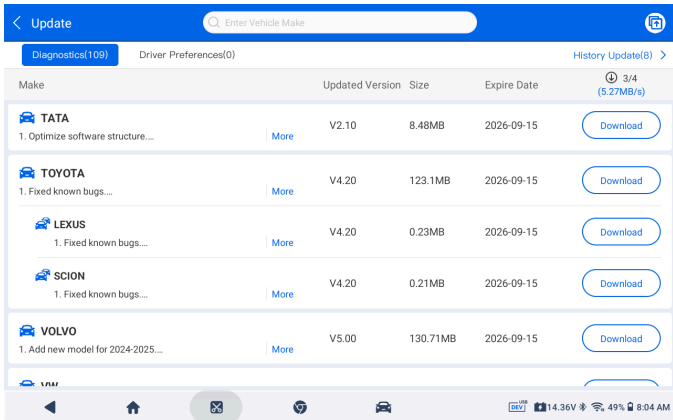 Update
Enter Vehicle Make
Diagnostics(109) Driver Preferences(0) History Update(8) >
Make Updated Version Size Expire Date 3/4
(5.27MB/s)
TATA
1. Optimize software structure.... More V2.10 8.48MB 2026-09-15 Download
TOYOTA
1. Fixed known bugs.... More V4.20 123.1MB 2026-09-15 Download
LEXUS
1. Fixed known bugs.... More V4.20 0.23MB 2026-09-15 Download
SCION
1. Fixed known bugs.... More V4.20 0.21MB 2026-09-15 Download
VOLVO
1. Add new model for 2024-2025.... More V5.00 130.71MB 2026-09-15 Download
VW
USB
DEV 14.36V 49% 8:04 AM